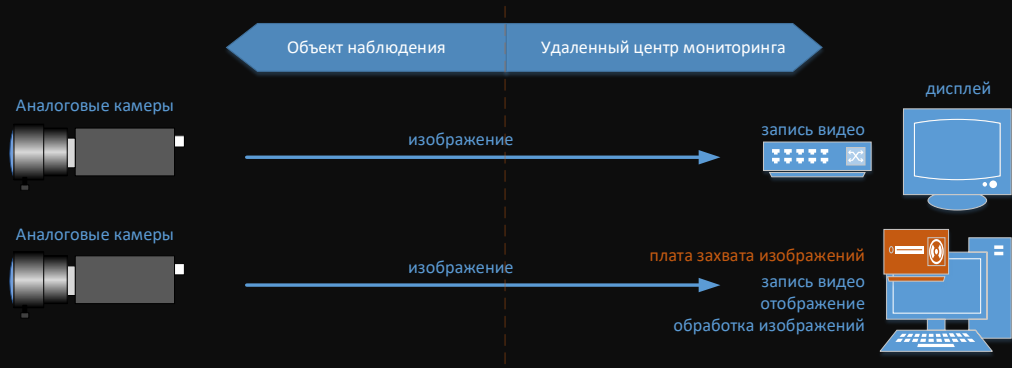 Объект наблюдения
Удаленный центр мониторинга
дисплей
Аналоговые камеры
изображение
запись видео
Аналоговые камеры
изображение
плата захвата изображений
запись видео
отображение
обработка изображений